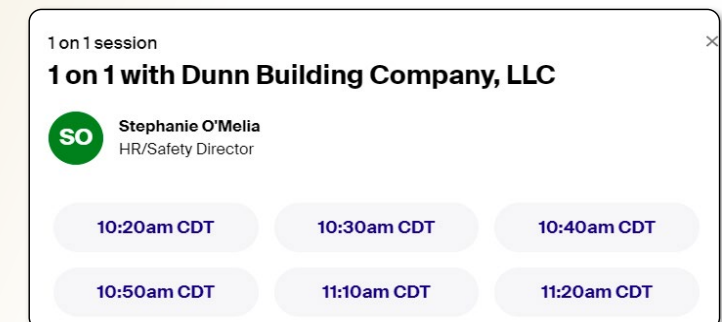 1 on 1 session
×
1 on 1 with Dunn Building Company, LLC
SO
Stephanie O'Melia
HR/Safety Director
10:20am CDT 10:30am CDT 10:40am CDT
10:50am CDT 11:10am CDT 11:20am CDT